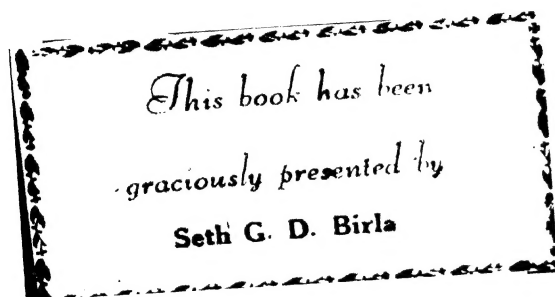 This book has been
graciously presented by
Seth G. D. Birla